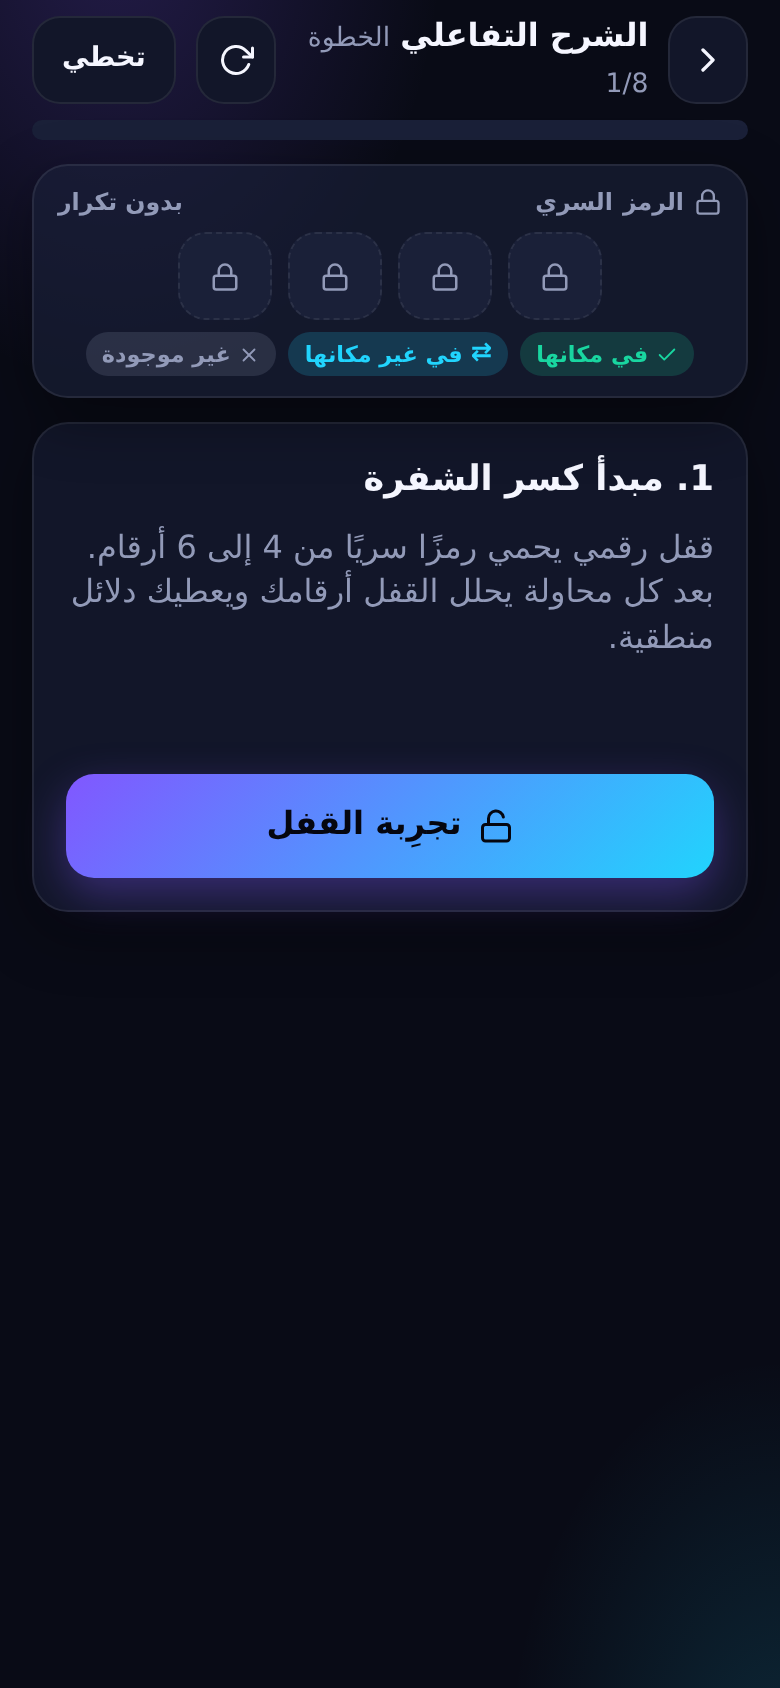 الشرح التفاعلي الخطوة
1/8
تخطي
الرمز السري
بدون تكرار
في مكانها
في غير مكانها
غير موجودة
1. مبدأ كسر الشفرة
قفل رقمي يحمي رمزًا سريًا من 4 إلى 6 أرقام.
بعد كل محاولة يحلل القفل أرقامك ويعطيك دلائل
منطقية.
تجرِبة القفل